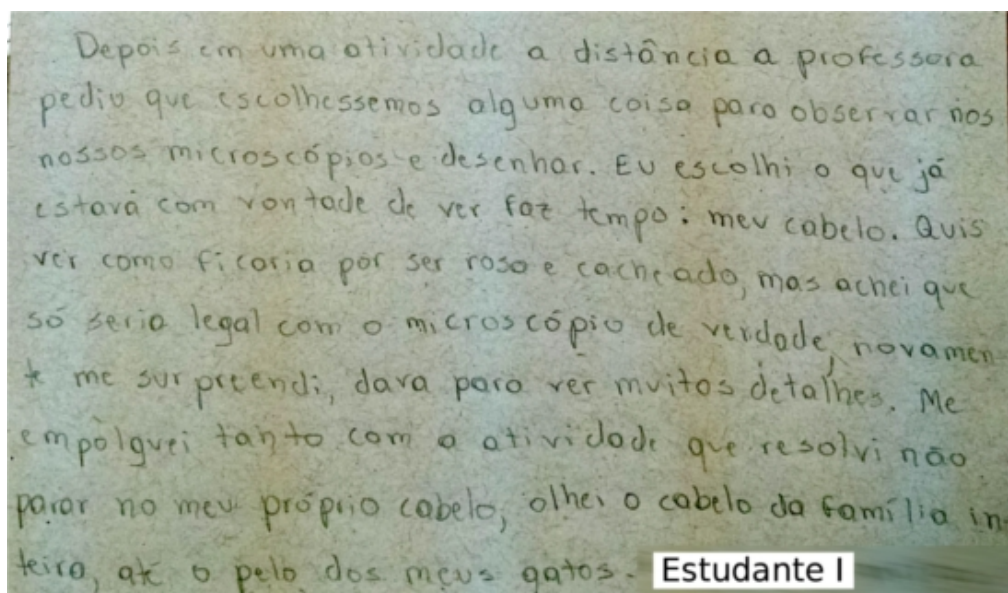 Depois em uma atividade a distância a professora
pediu que escolhessemos alguma coisa para observar nos
nossos microscópios e desenhar. Eu escolhi o que já
estava com vontade de ver faz tempo: meu cabelo. Quis
ver como ficaria por ser roso e cacheado, mas achei que
só seria legal com o microscópio de verdade, novamen
te me surpreendi, dava para ver muitos detalhes. Me
empolguei tanto com a atividade que resolvi não
parar no meu próprio cabelo, olhei o cabelo da família in
teira, até o pelo dos meus gatos.
Estudante I